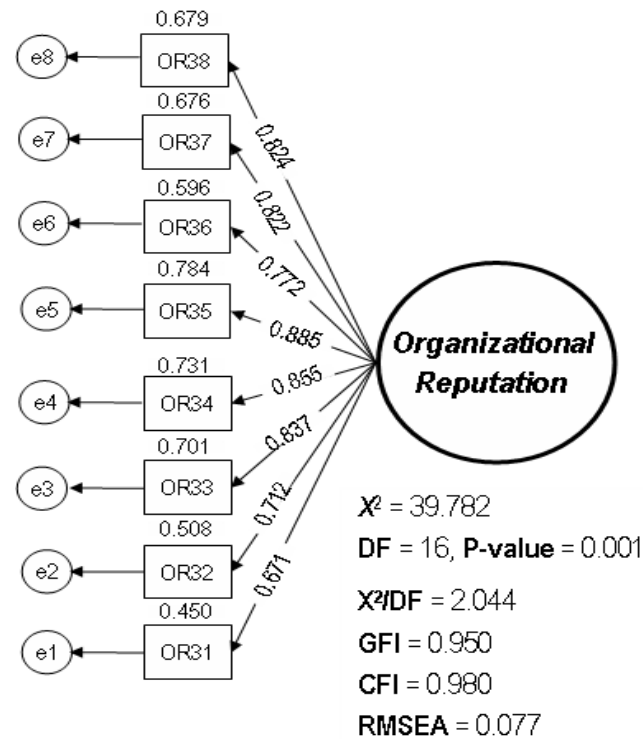 0.679
e8
OR38
0.824
0.676
e7
OR37
0.822
0.596
e6
OR36
0.772
0.784
e5
OR35
0.885
0.731
e4
OR34
0.855
0.701
e3
OR33
0.837
0.508
e2
OR32
0.712
0.450
e1
OR31
0.671
Organizational
Reputation
X² = 39.782
DF = 16, P-value = 0.001
X²/DF = 2.044
GFI = 0.950
CFI = 0.980
RMSEA = 0.077